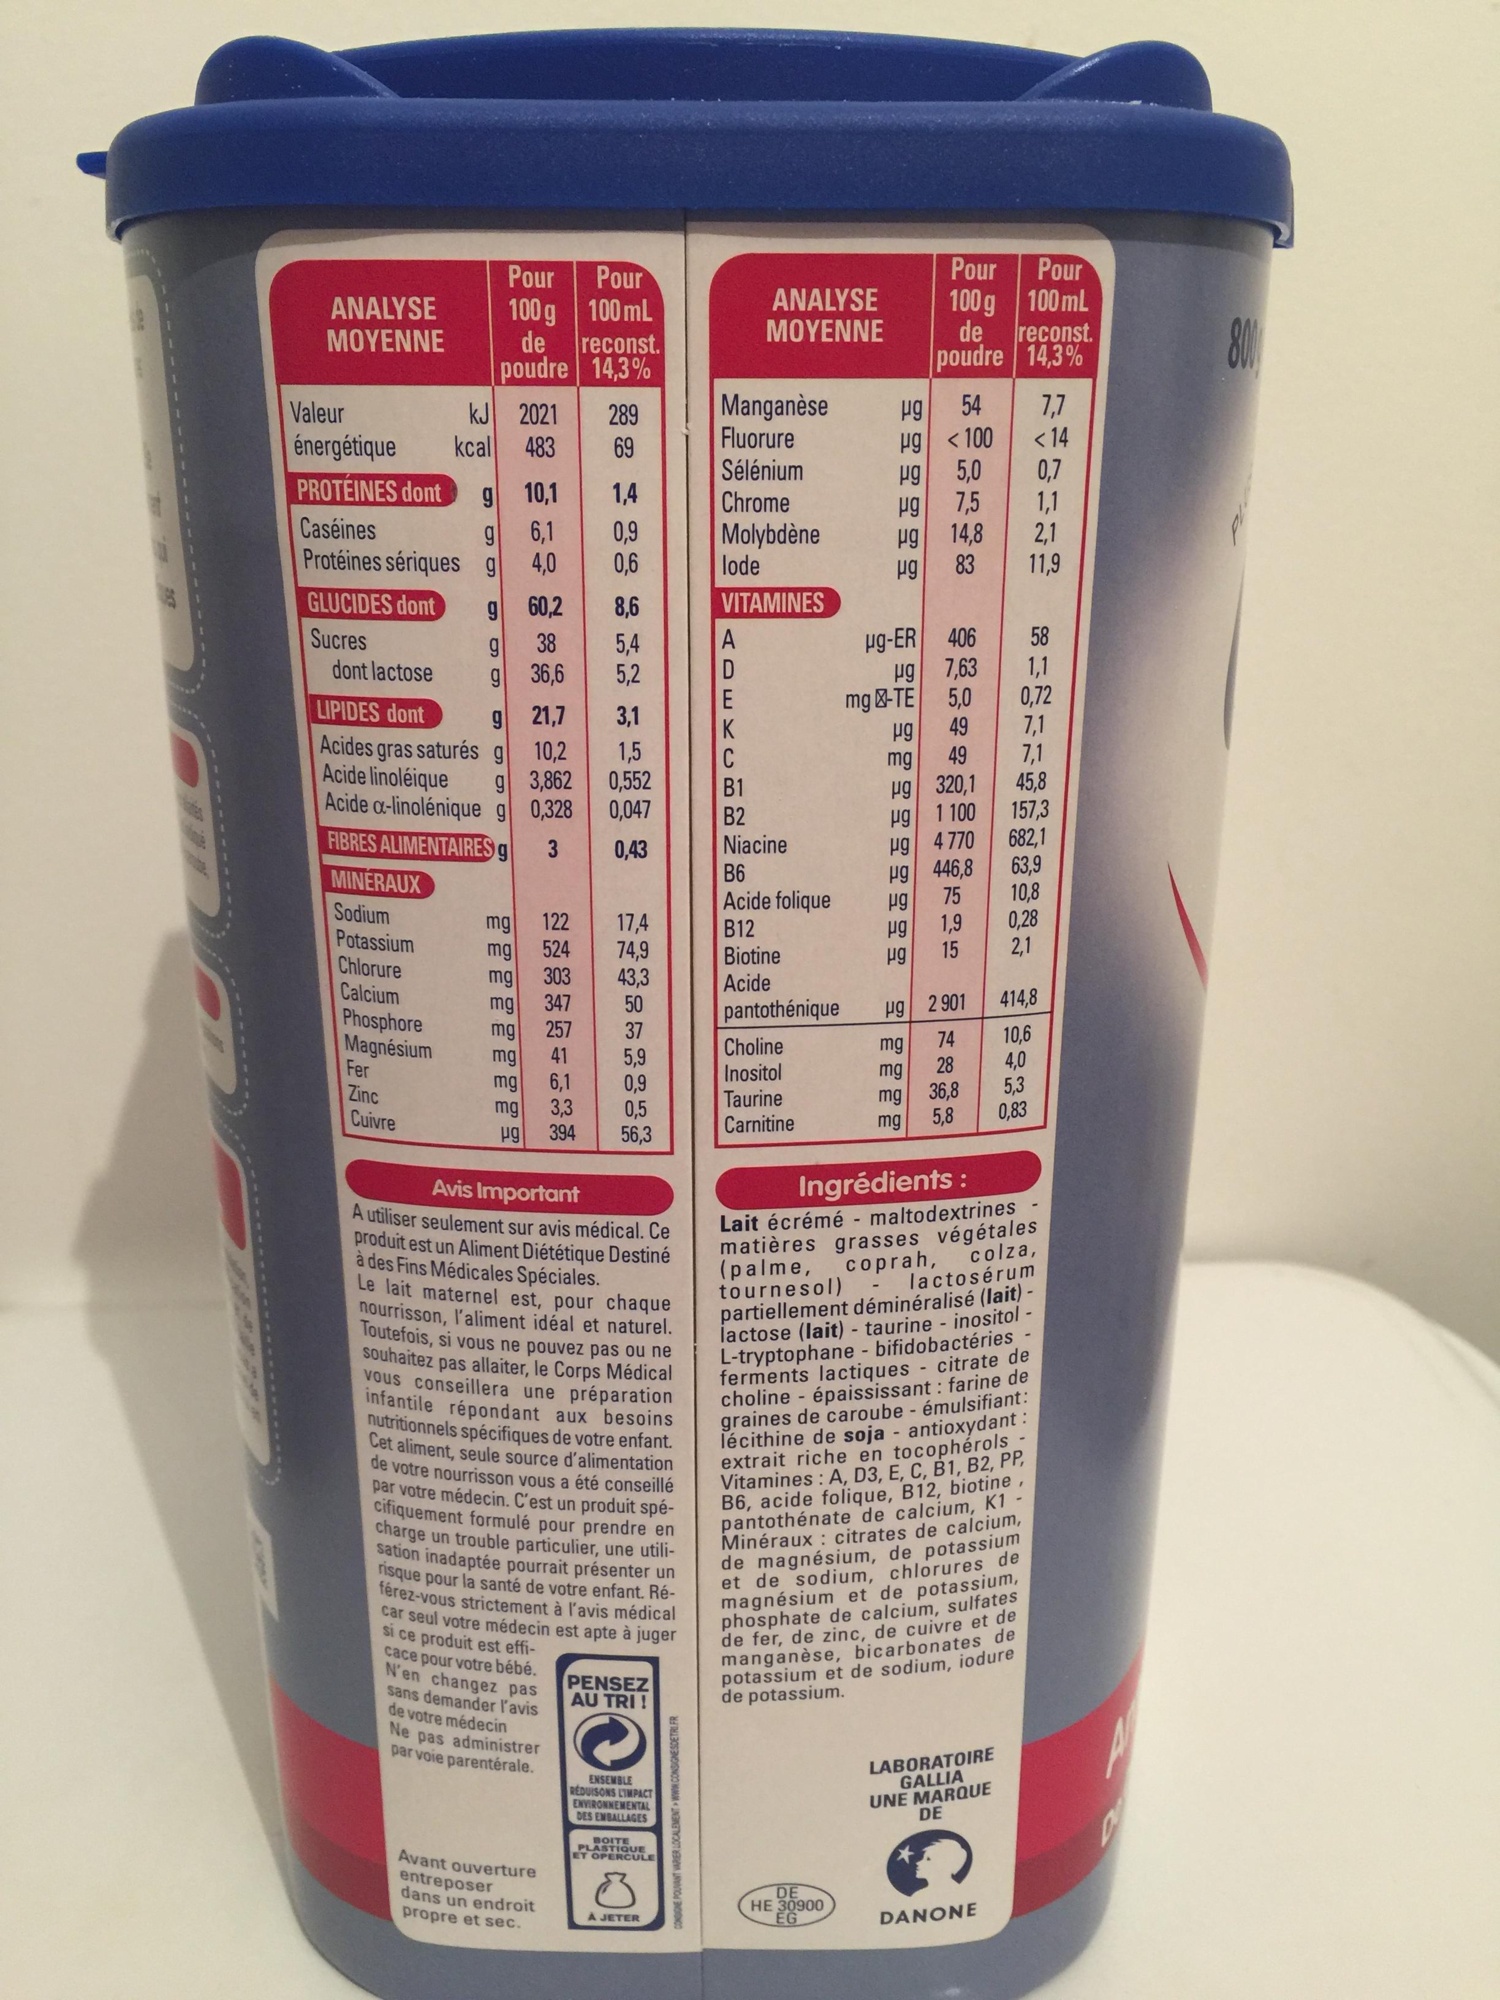 ANALYSE MOYENNE | Pour 100 g de poudre | Pour 100 mL reconst. 14,3%
Valeur kJ 2021 289
énergétique kcal 483 69
PROTÉINES dont g 10,1 1,4
Caséines g 6,1 0,9
Protéines sériques g 4,0 0,6
GLUCIDES dont g 60,2 8,6
Sucres g 38 5,4
dont lactose g 36,6 5,2
LIPIDES dont g 21,7 3,1
Acides gras saturés g 10,2 1,5
Acide linoléique g 3,862 0,552
Acide α-linolénique g 0,328 0,047
FIBRES ALIMENTAIRES g 3 0,43
MINÉRAUX
Sodium mg 122 17,4
Potassium mg 524 74,9
Chlorure mg 303 43,3
Calcium mg 347 50
Phosphore mg 257 37
Magnésium mg 41 5,9
Fer mg 6,1 0,9
Zinc mg 3,3 0,5
Cuivre µg 394 56,3
Avis Important
A utiliser seulement sur avis médical. Ce
produit est un Aliment Diététique Destiné
à des Fins Médicales Spéciales.
Le lait maternel est, pour chaque
nourrisson, l'aliment idéal et naturel.
Toutefois, si vous ne pouvez pas ou ne
souhaitez pas allaiter, le Corps Médical
vous conseillera une préparation
infantile répondant aux besoins
nutritionnels spécifiques de votre enfant.
Cet aliment, seule source d'alimentation
de votre nourrisson vous a été conseillé
par votre médecin. C'est un produit spé-
cifiquement formulé pour prendre en
charge un trouble particulier, une utili-
sation inadaptée pourrait présenter un
risque pour la santé de votre enfant. Ré-
férez-vous strictement à l'avis médical
car seul votre médecin est apte à juger
si ce produit est effi-
cace pour votre bébé.
N'en changez pas
sans demander l'avis
de votre médecin
Ne pas administrer
par voie parentérale.
PENSEZ
AU TRI !
ENSEMBLE
RÉDUISONS L'IMPACT
ENVIRONNEMENTAL
DES EMBALLAGES
BOITE
PLASTIQUE
ET OPERCULE
À JETER
CONSIGNE POUVANT VARIER LOCALEMENT > WWW.CONSIGNESDETRI.FR
Avant ouverture
entreposer
dans un endroit
propre et sec.
ANALYSE MOYENNE | Pour 100 g de poudre | Pour 100 mL reconst. 14,3%
Manganèse µg 54 7,7
Fluorure µg < 100 < 14
Sélénium µg 5,0 0,7
Chrome µg 7,5 1,1
Molybdène µg 14,8 2,1
Iode µg 83 11,9
VITAMINES
A µg-ER 406 58
D µg 7,63 1,1
E mg ☒-TE 5,0 0,72
K µg 49 7,1
C mg 49 7,1
B1 µg 320,1 45,8
B2 µg 1 100 157,3
Niacine µg 4 770 682,1
B6 µg 446,8 63,9
Acide folique µg 75 10,8
B12 µg 1,9 0,28
Biotine µg 15 2,1
Acide
pantothénique µg 2 901 414,8
Choline mg 74 10,6
Inositol mg 28 4,0
Taurine mg 36,8 5,3
Carnitine mg 5,8 0,83
Ingrédients :
Lait écrémé - maltodextrines -
matières grasses végétales
(palme, coprah, colza,
tournesol) - lactosérum
partiellement déminéralisé (lait) -
lactose (lait) - taurine - inositol -
L-tryptophane - bifidobactéries -
ferments lactiques - citrate de
choline - épaississant : farine de
graines de caroube - émulsifiant:
lécithine de soja - antioxydant :
extrait riche en tocophérols -
Vitamines : A, D3, E, C, B1, B2, PP,
B6, acide folique, B12, biotine ,
pantothénate de calcium, K1 -
Minéraux : citrates de calcium,
de magnésium, de potassium
et de sodium, chlorures de
magnésium et de potassium,
phosphate de calcium, sulfates
de fer, de zinc, de cuivre et de
manganèse, bicarbonates de
potassium et de sodium, iodure
de potassium.
LABORATOIRE
GALLIA
UNE MARQUE
DE
DANONE
DE
HE 30900
EG
800